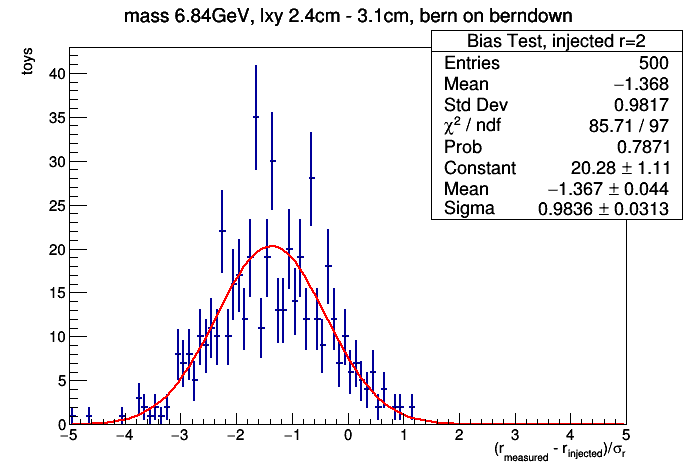 mass 6.84GeV, lxy 2.4cm - 3.1cm, bern on berndown
toys
Bias Test, injected r=2
Entries 500
Mean −1.368
Std Dev 0.9817
χ² / ndf 85.71 / 97
Prob 0.7871
Constant 20.28 ± 1.11
Mean −1.367 ± 0.044
Sigma 0.9836 ± 0.0313
40
35
30
25
20
15
10
5
0
−5 −4 −3 −2 −1 0 1 2 3 4 5
(r_measured - r_injected)/σ_r